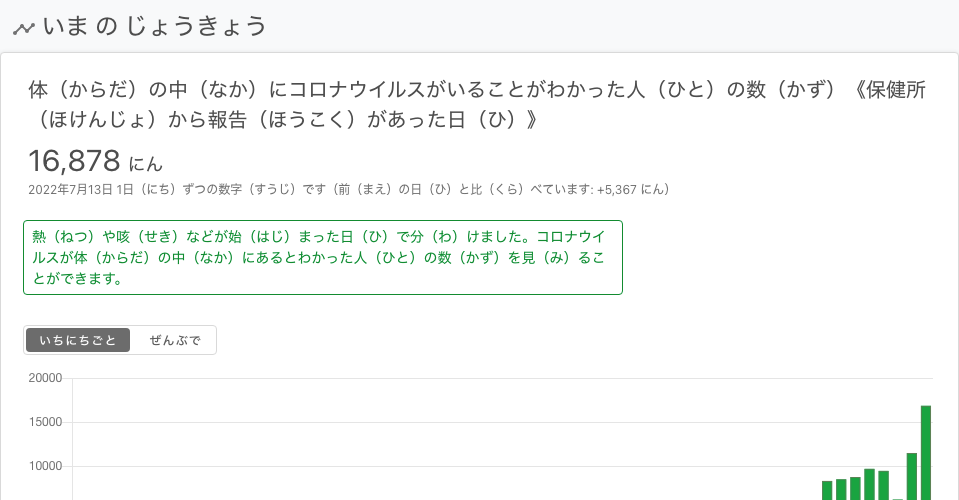 いま の じょうきょう
体（からだ）の中（なか）にコロナウイルスがいることがわかった人（ひと）の数（かず）《保健所
（ほけんじょ）から報告（ほうこく）があった日（ひ）》
16,878 にん
2022年7月13日 1日（にち）ずつの数字（すうじ）です（前（まえ）の日（ひ）と比（くら）べています: +5,367 にん）
熱（ねつ）や咳（せき）などが始（はじ）まった日（ひ）で分（わ）けました。コロナウイ
ルスが体（からだ）の中（なか）にあるとわかった人（ひと）の数（かず）を見（み）るこ
とができます。
いちにちごと ぜんぶで
20000
15000
10000